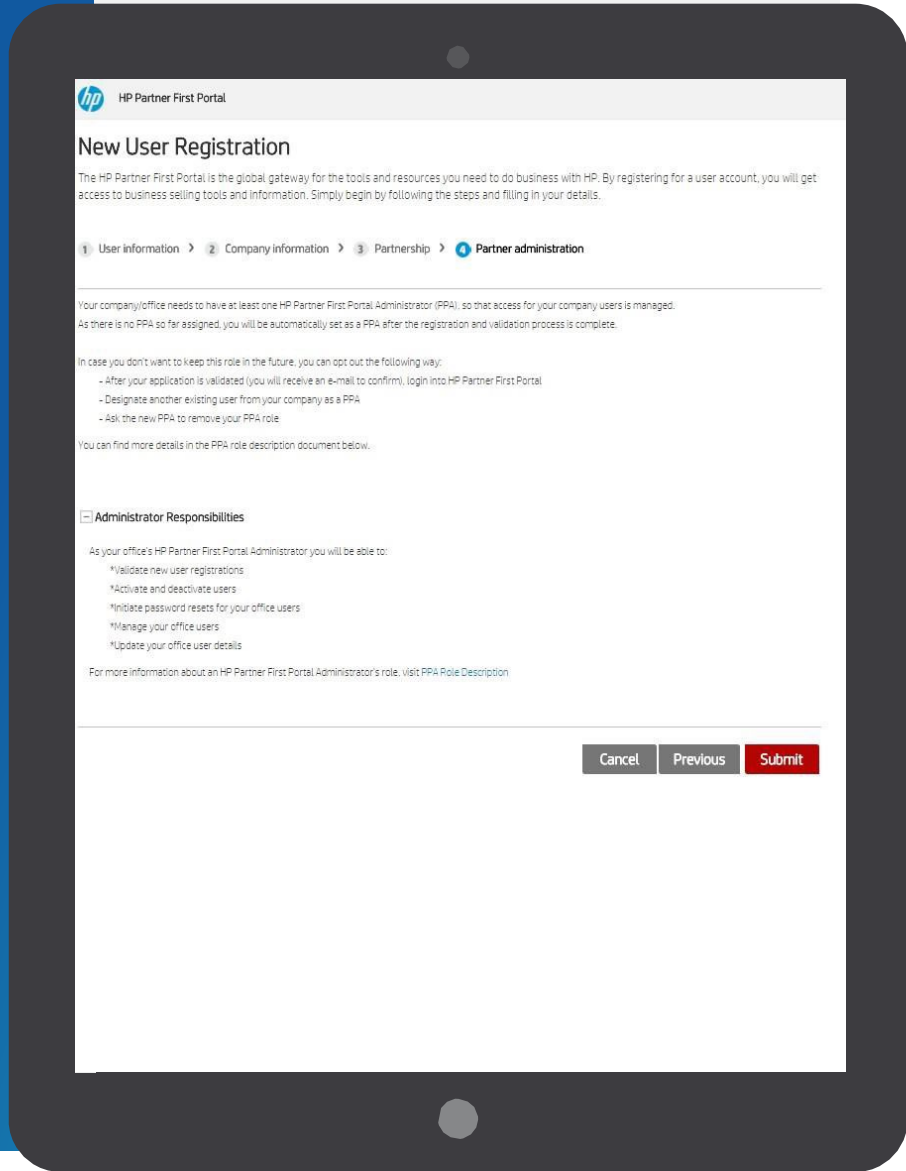 hp HP Partner First Portal
New User Registration
The HP Partner First Portal is the global gateway for the tools and resources you need to do business with HP. By registering for a user account, you will get
access to business selling tools and information. Simply begin by following the steps and filling in your details.
1 User information > 2 Company information > 3 Partnership > 4 Partner administration
Your company/office needs to have at least one HP Partner First Portal Administrator (PPA), so that access for your company users is managed.
As there is no PPA so far assigned, you will be automatically set as a PPA after the registration and validation process is complete.
In case you don't want to keep this role in the future, you can opt out the following way:
- After your application is validated (you will receive an e-mail to confirm), login into HP Partner First Portal
- Designate another existing user from your company as a PPA
- Ask the new PPA to remove your PPA role
You can find more details in the PPA role description document below.
Administrator Responsibilities
As your office's HP Partner First Portal Administrator you will be able to:
*Validate new user registrations
*Activate and deactivate users
*Initiate password resets for your office users
*Manage your office users
*Update your office user details
For more information about an HP Partner First Portal Administrator's role, visit PPA Role Description
Cancel Previous Submit